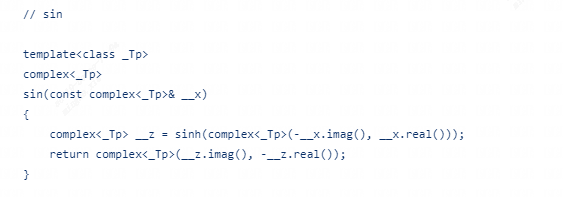 // sin
template<class _Tp>
complex<_Tp>
sin(const complex<_Tp>& __x)
{
    complex<_Tp> __z = sinh(complex<_Tp>(-__x.imag(), __x.real()));
    return complex<_Tp>(__z.imag(), -__z.real());
}